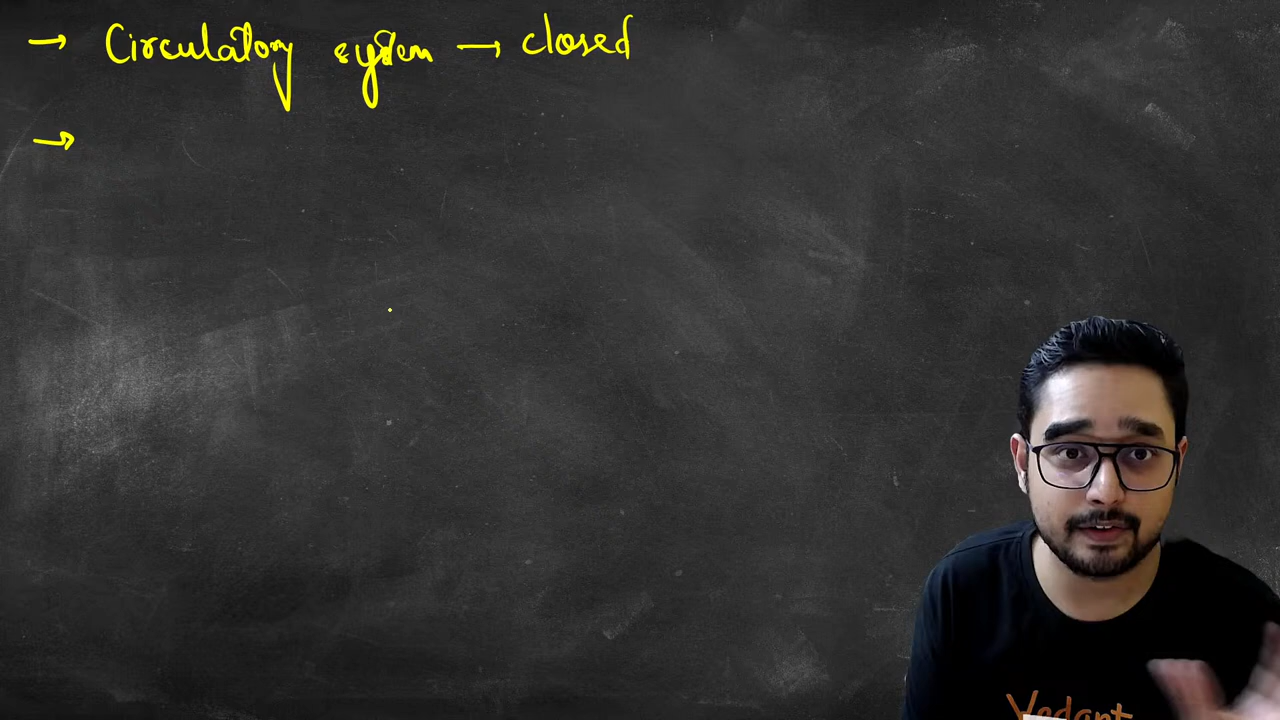 → Circulatory system → closed
→
Vedant